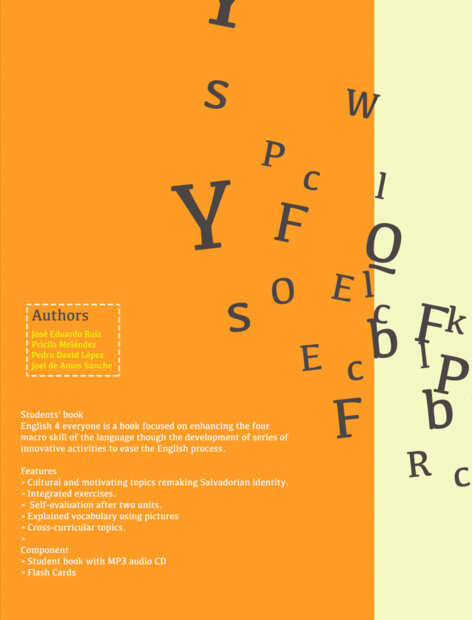 Y
s
W
P
c
l
Y
F
Q
O
E
l
s
c
F
k
b
l
E
c
P
F
b
R
c
Authors
José Eduardo Ruiz
Pricila Meléndez
Pedro David López
Joel de Amos Sanche
Students' book
English 4 everyone is a book focused on enhancing the four
macro skill of the language though the development of series of
innovative activities to ease the English process.
Features
• Cultural and motivating topics remaking Salvadorian identity.
• Integrated exercises.
• Self-evaluation after two units.
• Explained vocabulary using pictures
• Cross-curricular topics.
•
Component
• Student book with MP3 audio CD
• Flash Cards